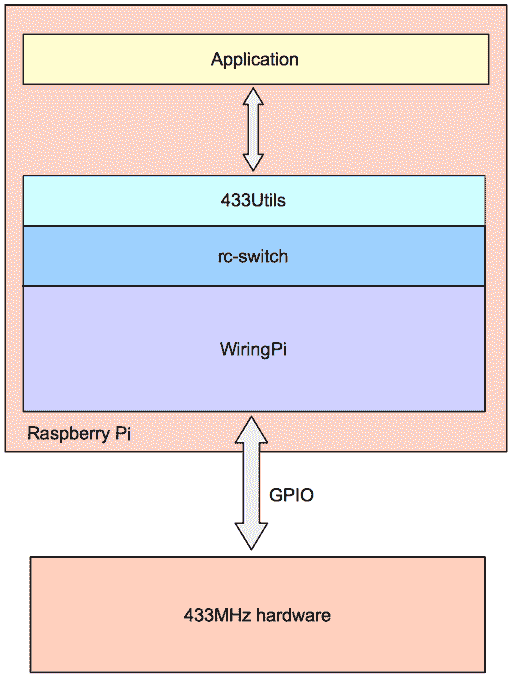 Application
433Utils
rc-switch
WiringPi
Raspberry Pi
GPIO
433MHz hardware